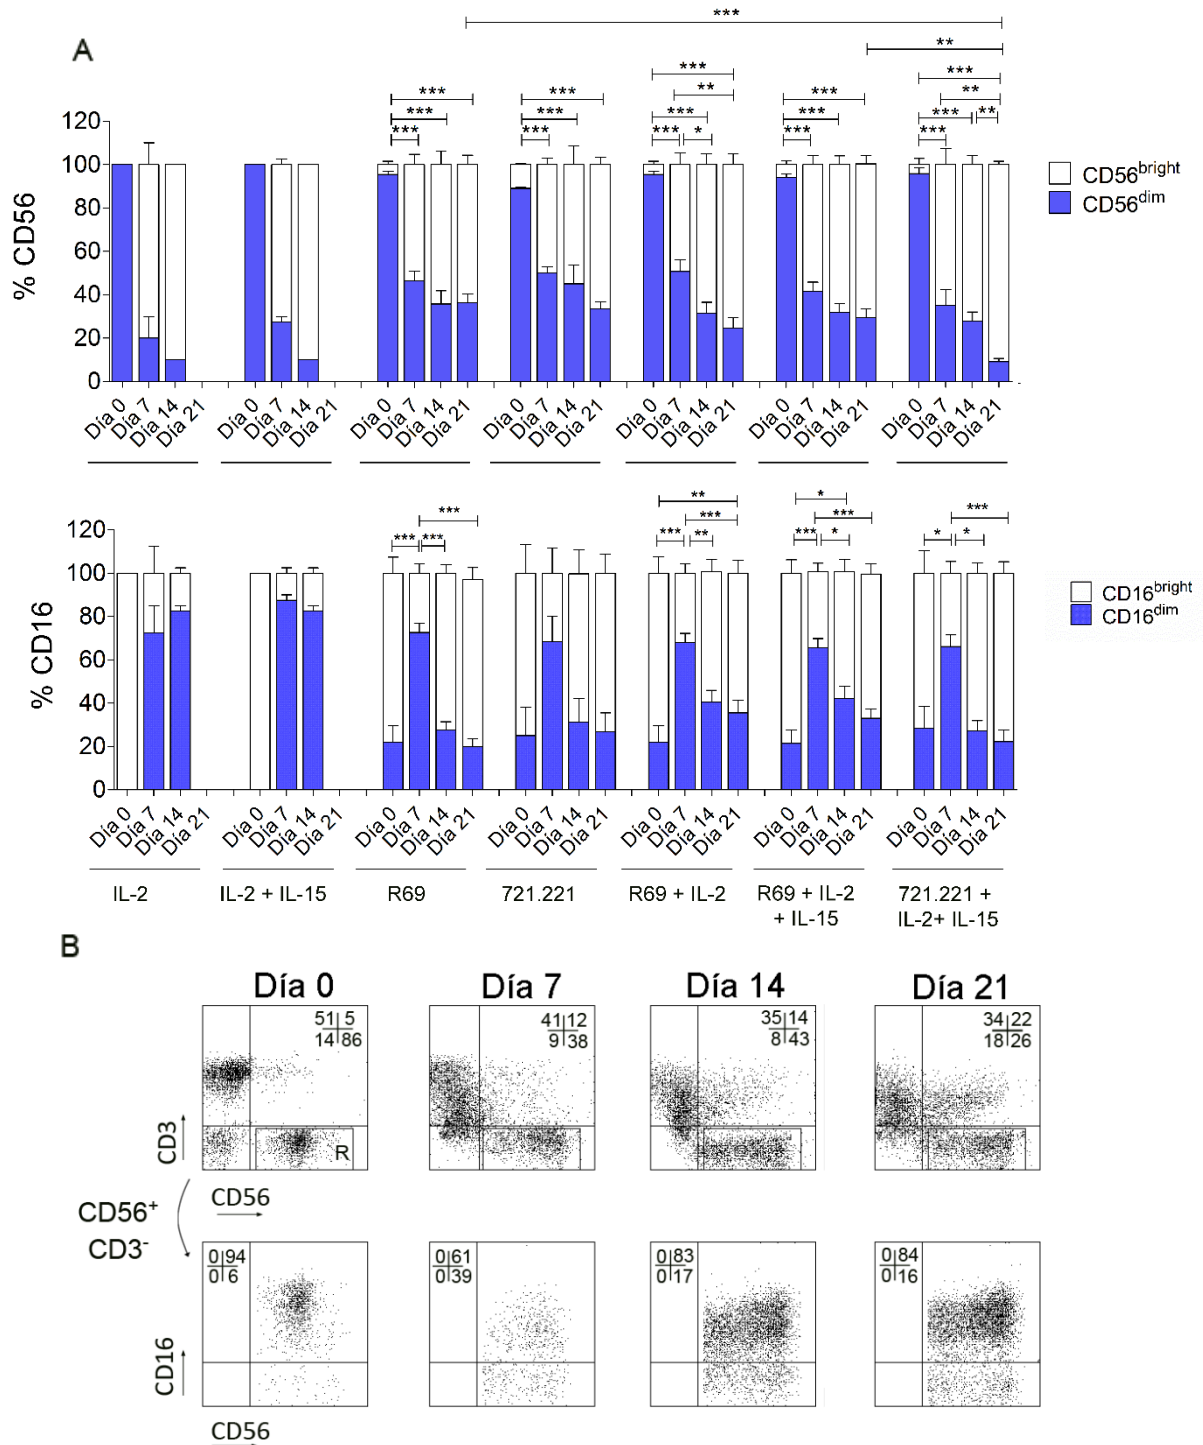 A
***
**
***
***
***
***
***
***
***
***
**
***
***
*
***
***
***
***
**
***
**
***
% CD56
120
100
80
60
40
20
0
CD56bright
CD56dim
Día 0 Día 7 Día 14 Día 21
Día 0 Día 7 Día 14 Día 21
Día 0 Día 7 Día 14 Día 21
Día 0 Día 7 Día 14 Día 21
Día 0 Día 7 Día 14 Día 21
Día 0 Día 7 Día 14 Día 21
Día 0 Día 7 Día 14 Día 21
***
***
***
**
***
***
**
*
***
***
*
***
*
*
% CD16
120
100
80
60
40
20
0
CD16bright
CD16dim
Día 0 Día 7 Día 14 Día 21
Día 0 Día 7 Día 14 Día 21
Día 0 Día 7 Día 14 Día 21
Día 0 Día 7 Día 14 Día 21
Día 0 Día 7 Día 14 Día 21
Día 0 Día 7 Día 14 Día 21
Día 0 Día 7 Día 14 Día 21
IL-2
IL-2 + IL-15
R69
721.221
R69 + IL-2
R69 + IL-2
+ IL-15
721.221 +
IL-2+ IL-15
B
Día 0
Día 7
Día 14
Día 21
51 5
14 86
41 12
9 38
35 14
8 43
34 22
18 26
R
CD3
CD56
CD56+
CD3-
0 94
0 6
0 61
0 39
0 83
0 17
0 84
0 16
CD16
CD56